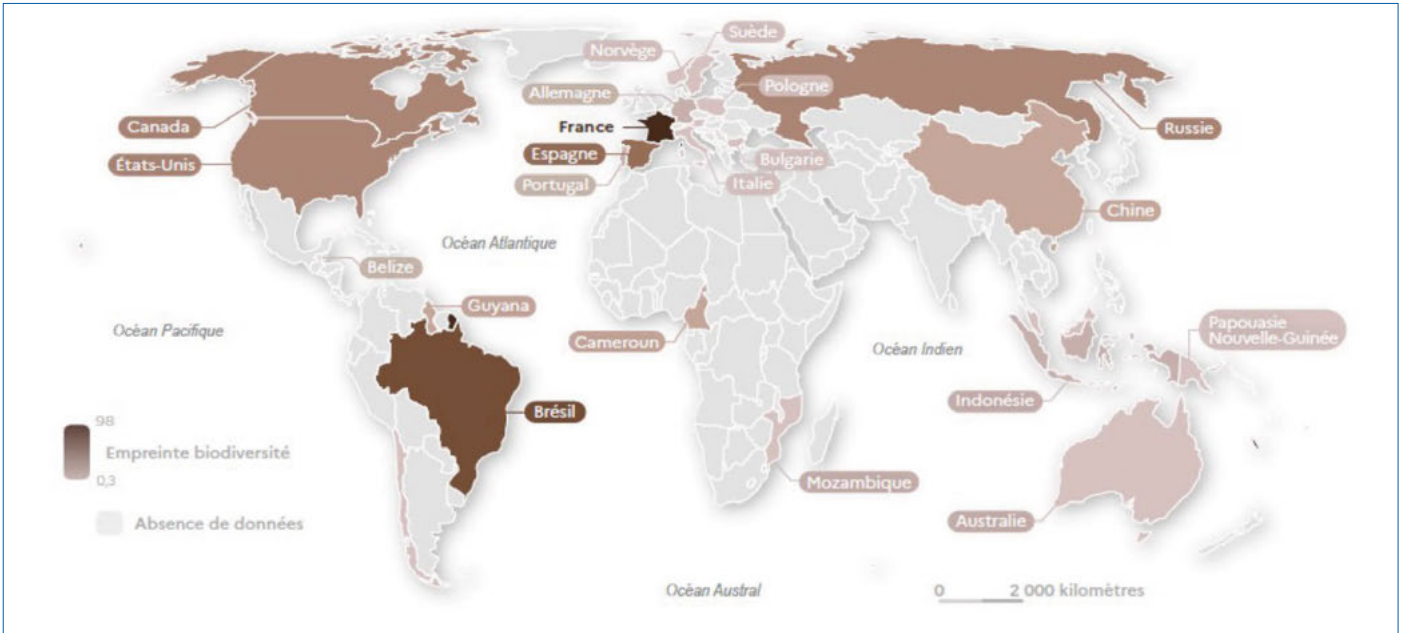 Suède
Norvège
Allemagne
Pologne
France
Canada
Espagne
Russie
États-Unis
Bulgarie
Portugal
Italie
Chine
Océan Atlantique
Belize
Guyana
Océan Pacifique
Papouasie
Nouvelle-Guinée
Cameroun
Océan Indien
Indonésie
Brésil
98
Empreinte biodiversité
0,3
Mozambique
Absence de données
Australie
Océan Austral
0 2 000 kilomètres